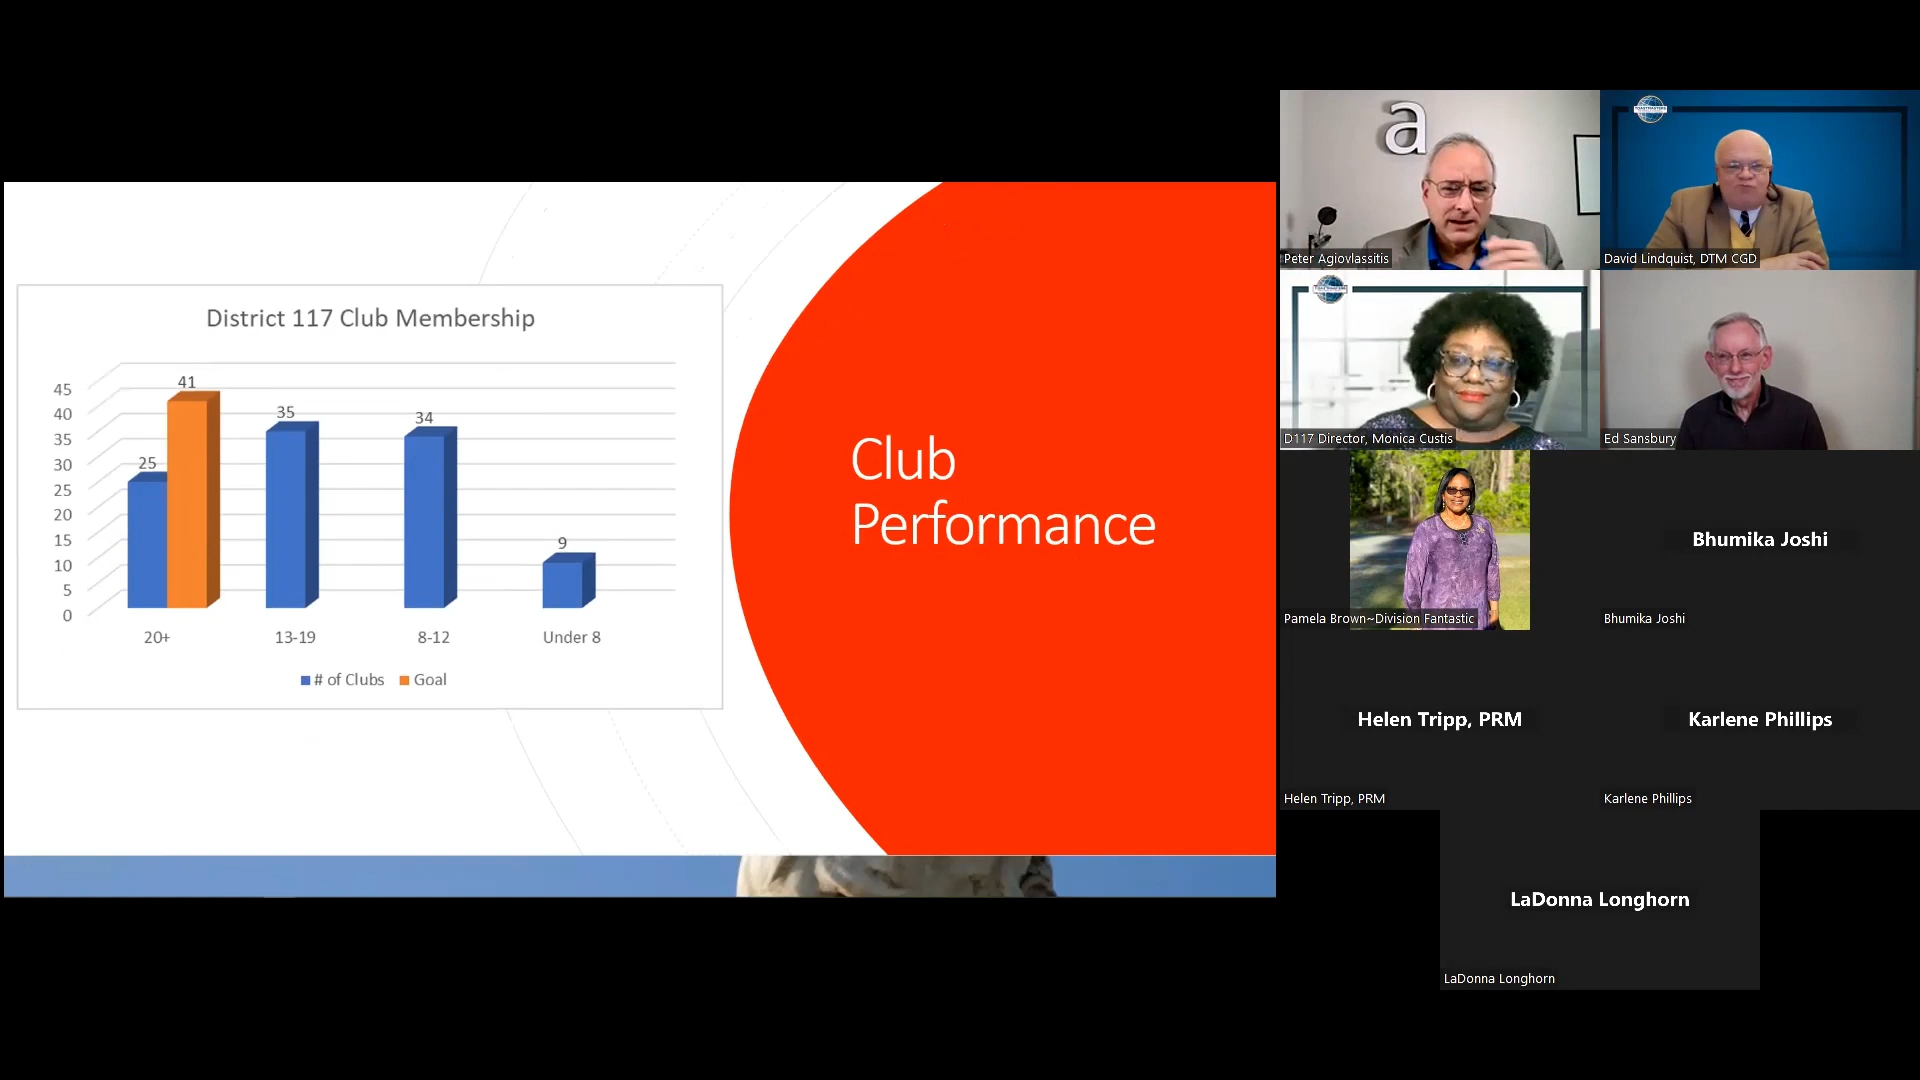 District 117 Club Membership
45
40
35
30
25
20
15
10
5
0
25
41
35
34
9
20+
13-19
8-12
Under 8
# of Clubs
Goal
Club
Performance
a
Peter Agiovlassitis
TOASTMASTERS
David Lindquist, DTM CGD
TOASTMASTERS
D117 Director, Monica Custis
Ed Sansbury
Pamela Brown~Division Fantastic
Bhumika Joshi
Bhumika Joshi
Helen Tripp, PRM
Helen Tripp, PRM
Karlene Phillips
Karlene Phillips
LaDonna Longhorn
LaDonna Longhorn